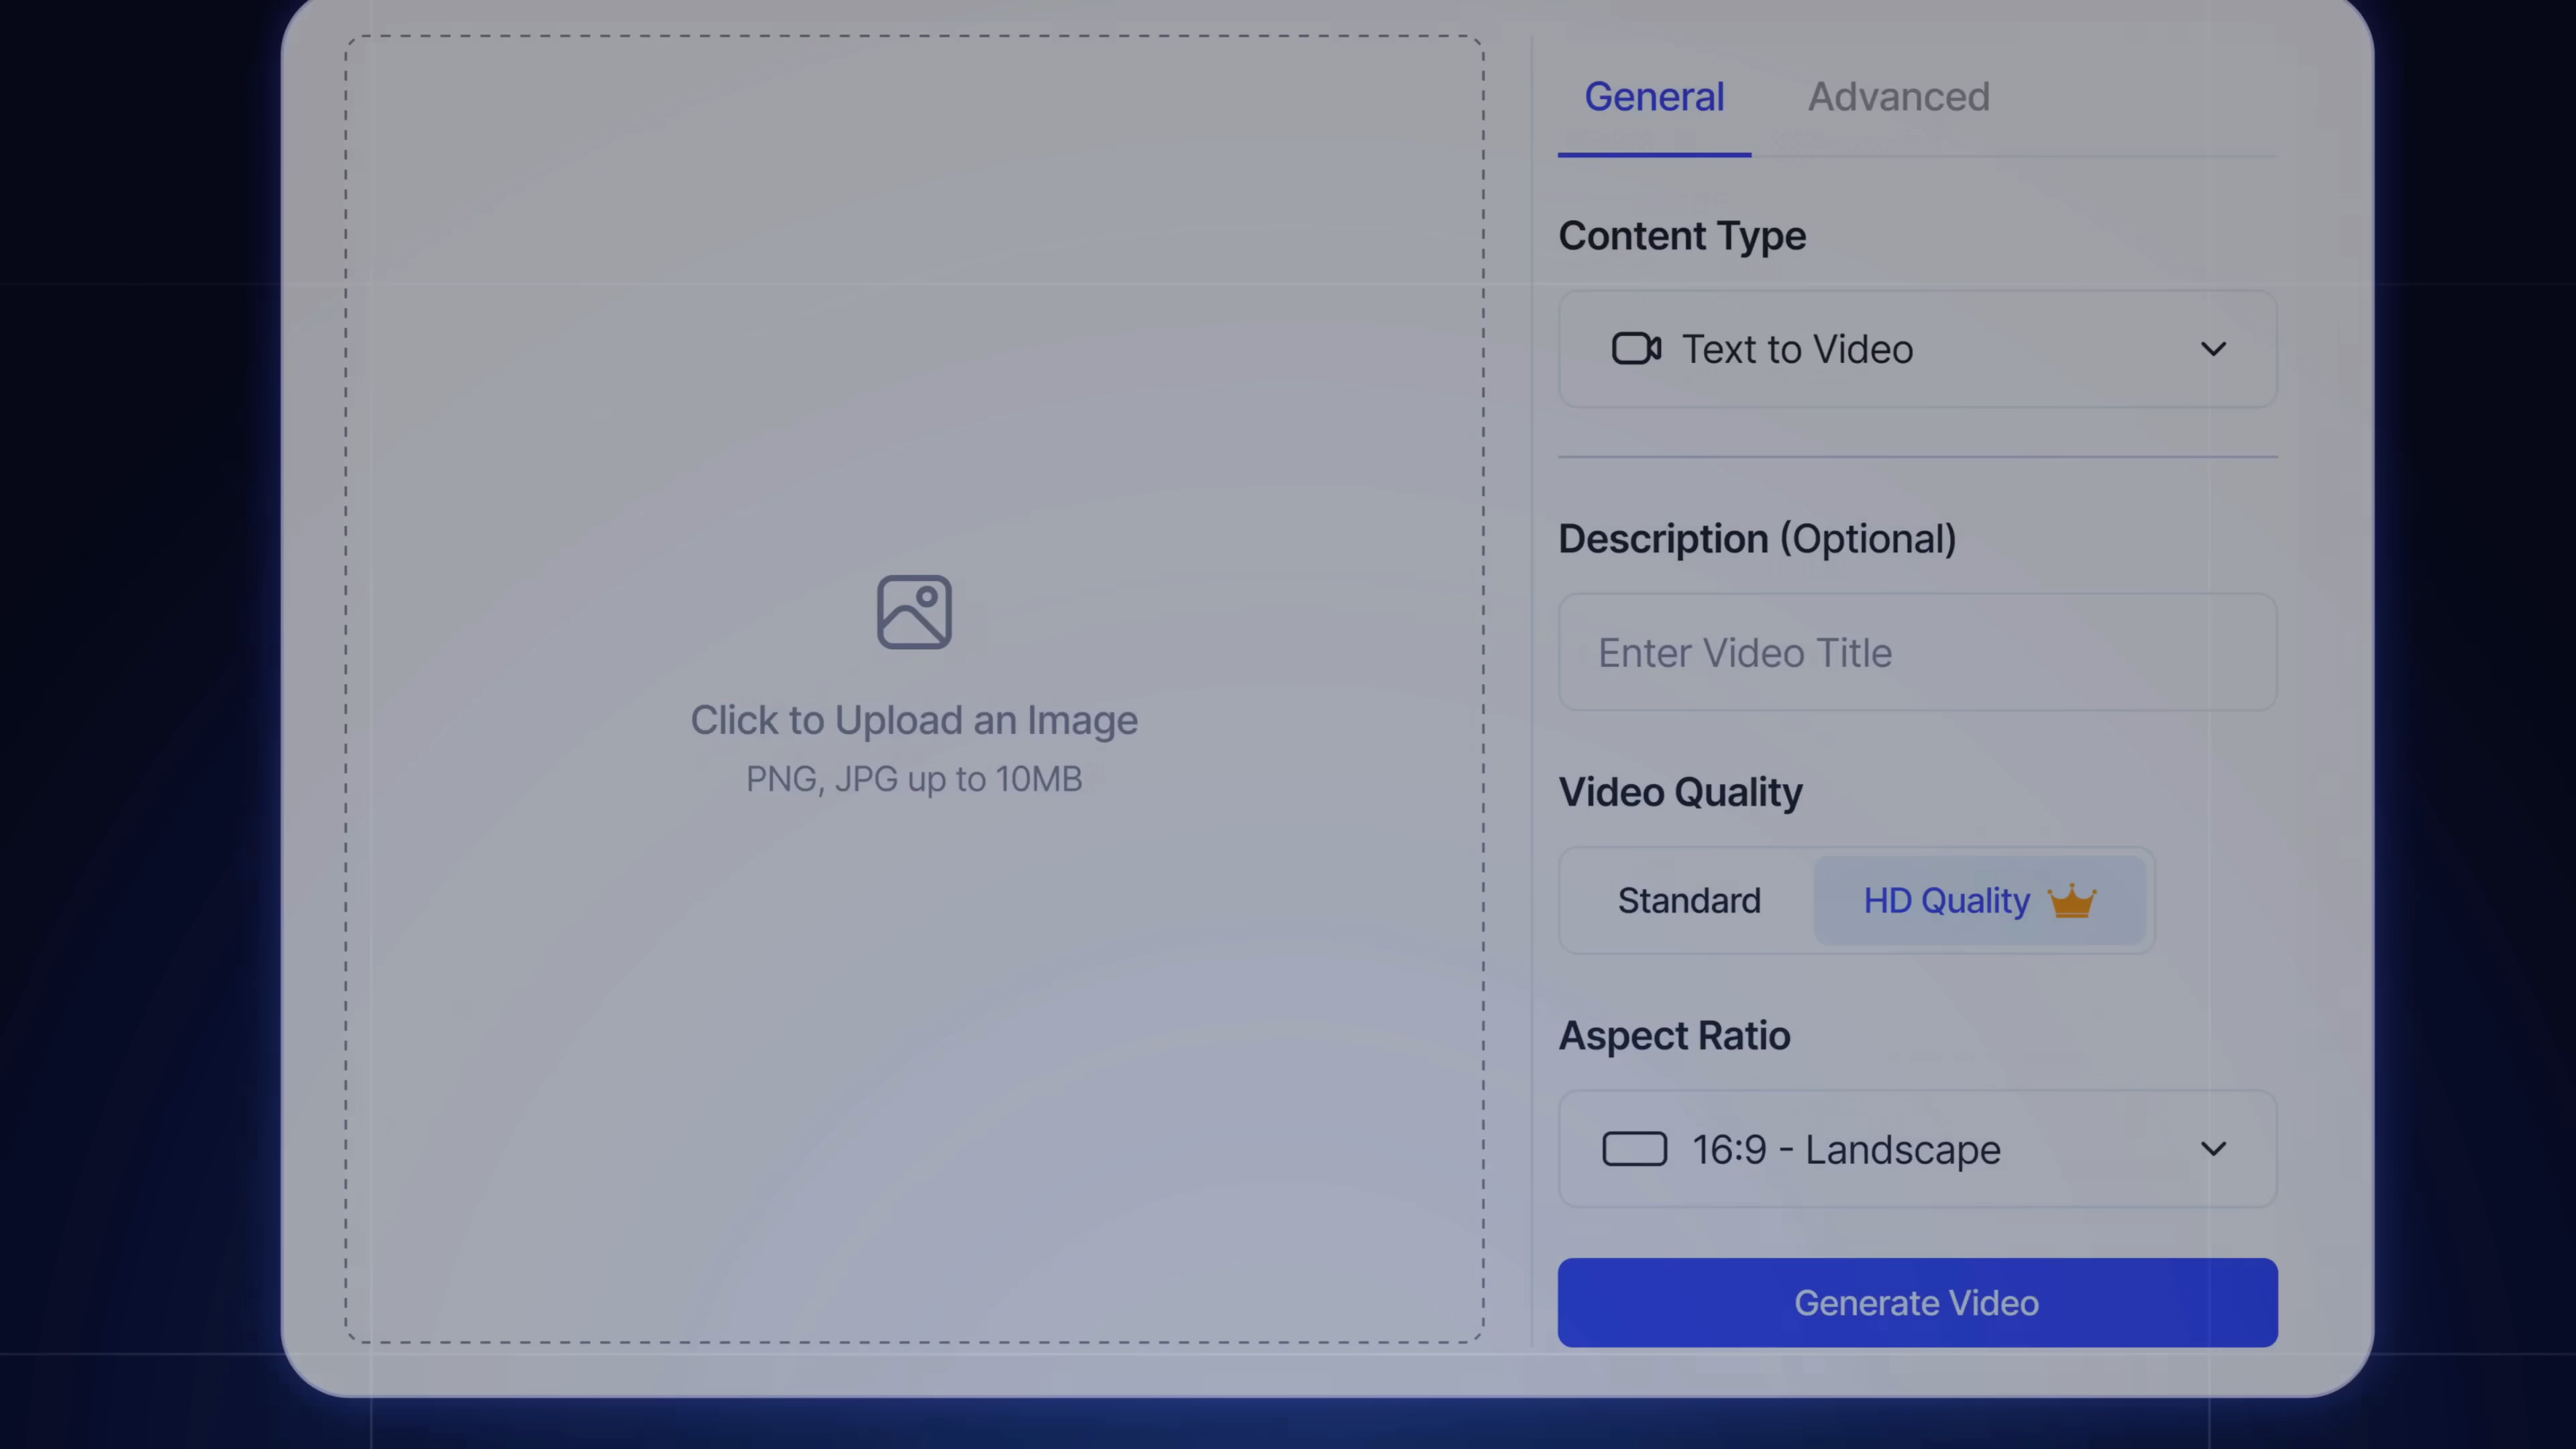 Click to Upload an Image
PNG, JPG up to 10MB
General Advanced
Content Type
Text to Video
Description (Optional)
Enter Video Title
Video Quality
Standard HD Quality
Aspect Ratio
16:9 - Landscape
Generate Video